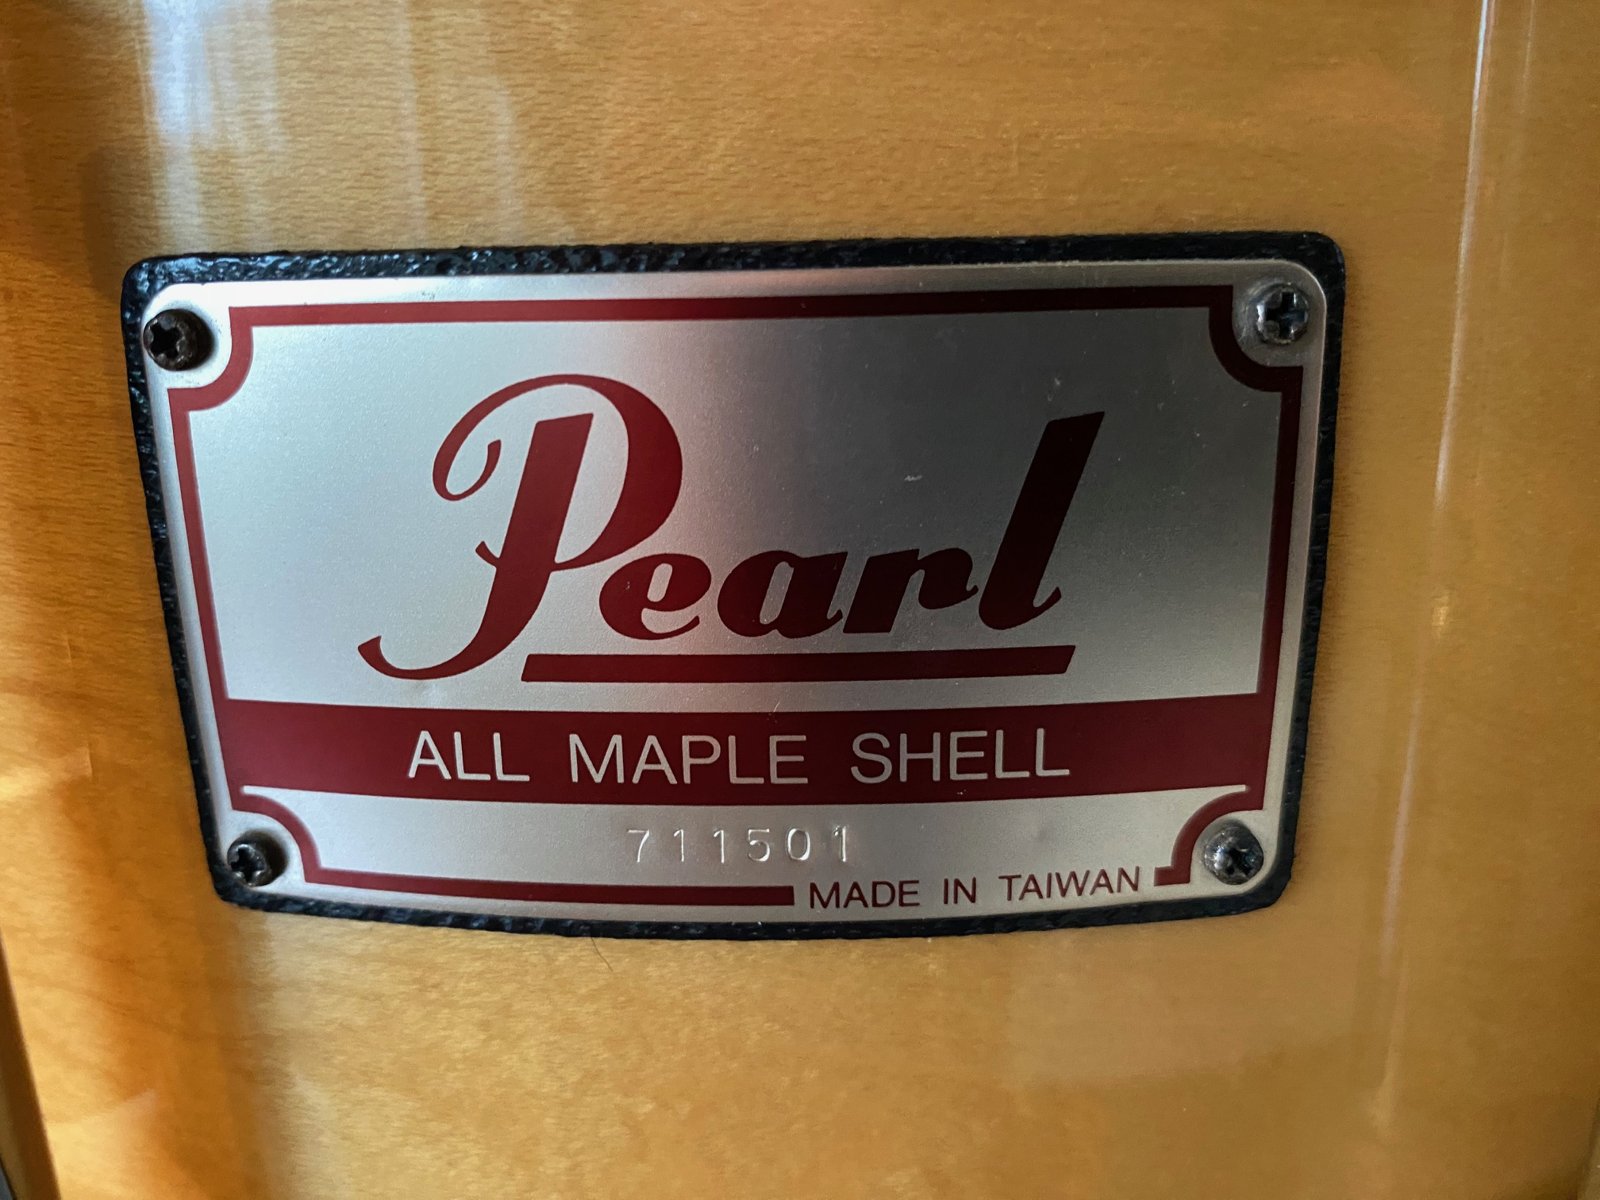 Pearl
ALL MAPLE SHELL
711501
MADE IN TAIWAN